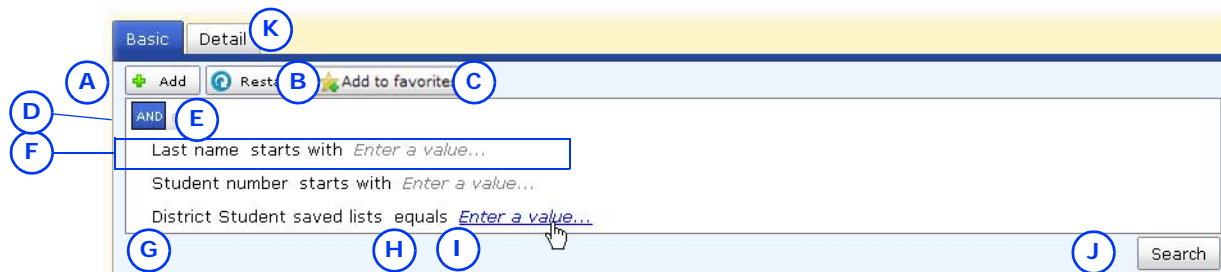 Basic Detail K
A Add Resta B Add to favorite C
D AND E
F Last name starts with Enter a value...
Student number starts with Enter a value...
District Student saved lists equals Enter a value...
G H I J Search